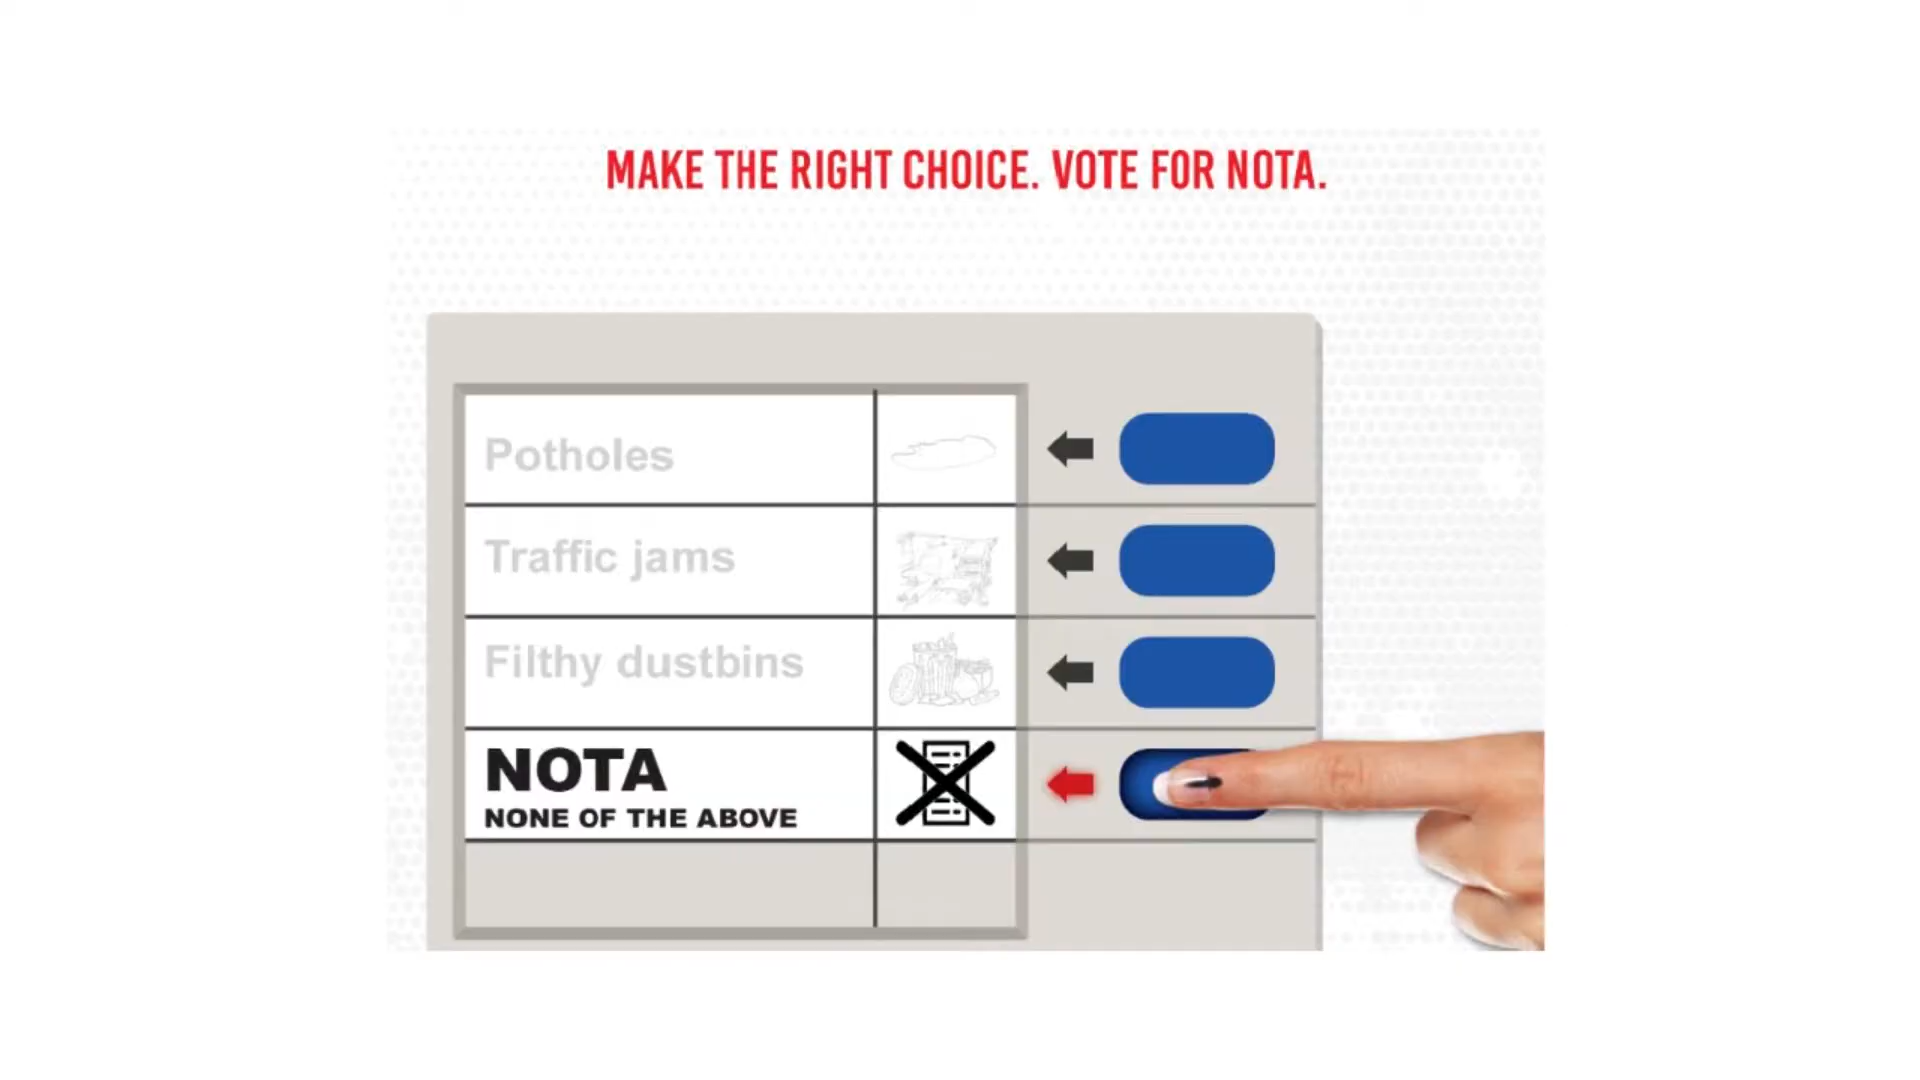 MAKE THE RIGHT CHOICE. VOTE FOR NOTA.
Potholes
Traffic jams
Filthy dustbins
NOTA
NONE OF THE ABOVE